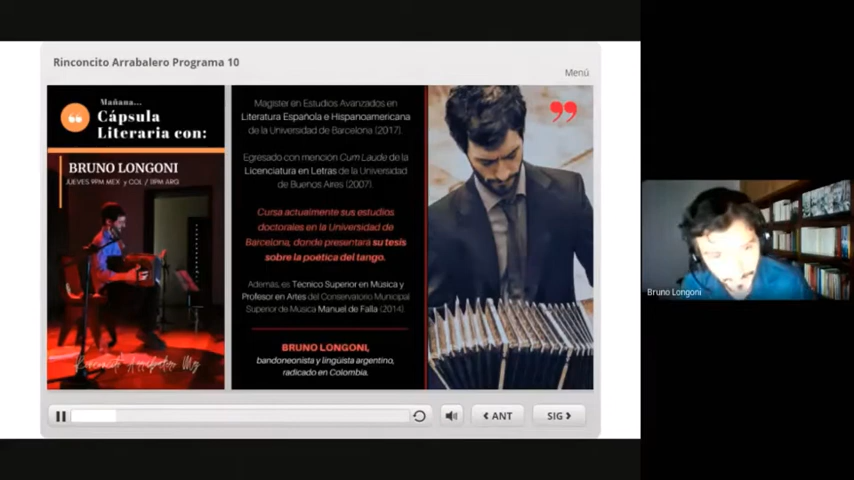 Rinconcito Arrabalero Programa 10
Menú
Mañana...
Cápsula
Literaria con:
BRUNO LONGONI
JUEVES 9PM MEX y COL / 11PM ARG
Rinconcito Arrabalero Mty
Magíster en Estudios Avanzados en
Literatura Española e Hispanoamericana
de la Universidad de Barcelona (2017).
Egresado con mención Cum Laude de la
Licenciatura en Letras de la Universidad
de Buenos Aires (2007).
Cursa actualmente sus estudios
doctorales en la Universidad de
Barcelona, donde presentará su tesis
sobre la poética del tango.
Además, es Técnico Superior en Música y
Profesor en Artes del Conservatorio Municipal
Superior de Música Manuel de Falla (2014).
BRUNO LONGONI,
bandoneonista y lingüista argentino,
radicado en Colombia.
ANT
SIG
Bruno Longoni